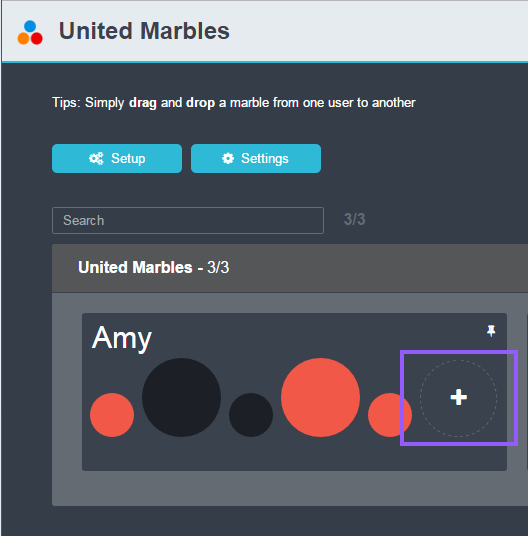 United Marbles
Tips: Simply drag and drop a marble from one user to another
Setup Settings
Search 3/3
United Marbles - 3/3
Amy